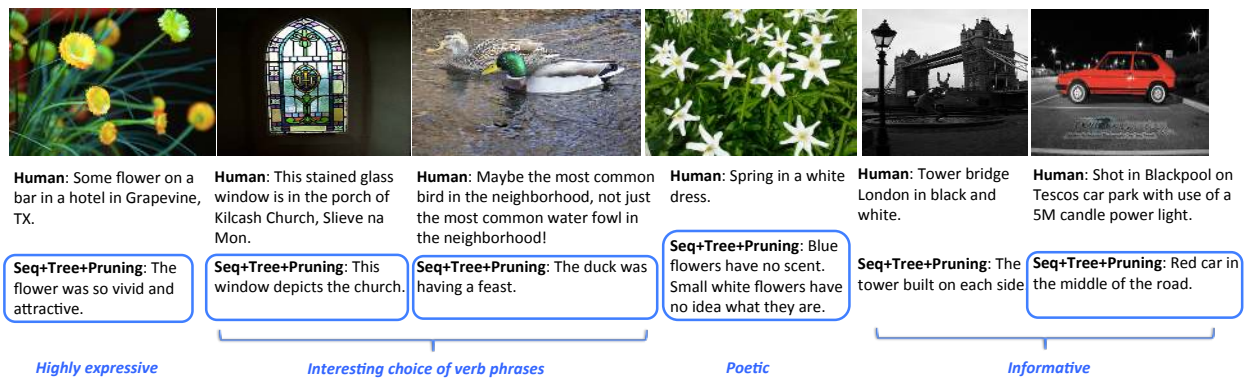 Human: Some flower on a
bar in a hotel in Grapevine,
TX.
Seq+Tree+Pruning: The
flower was so vivid and
attractive.
Human: This stained glass
window is in the porch of
Kilcash Church, Slieve na
Mon.
Seq+Tree+Pruning: This
window depicts the church.
Human: Maybe the most common
bird in the neighborhood, not just
the most common water fowl in
the neighborhood!
Seq+Tree+Pruning: The duck was
having a feast.
Human: Spring in a white
dress.
Seq+Tree+Pruning: Blue
flowers have no scent.
Small white flowers have
no idea what they are.
Human: Tower bridge
London in black and
white.
Seq+Tree+Pruning: The
tower built on each side
Human: Shot in Blackpool on
Tescos car park with use of a
5M candle power light.
Seq+Tree+Pruning: Red car in
the middle of the road.
Highly expressive
Interesting choice of verb phrases
Poetic
Informative